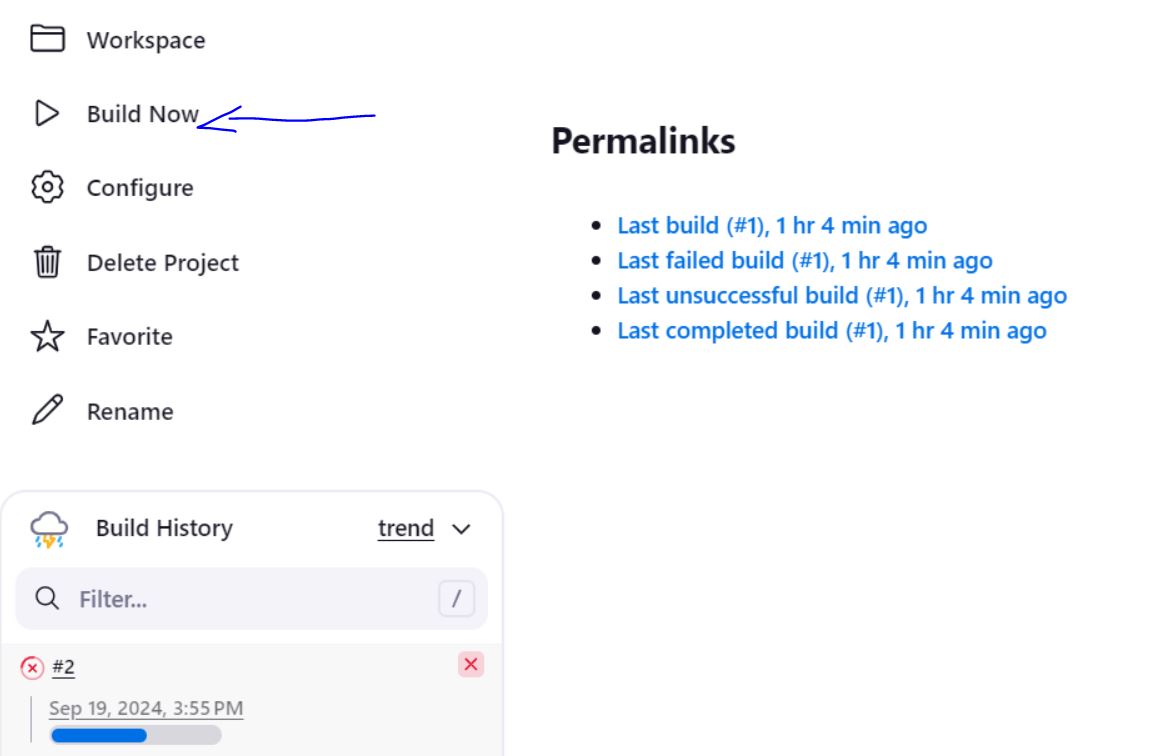 Workspace
Build Now
Configure
Delete Project
Favorite
Rename
Permalinks
Last build (#1), 1 hr 4 min ago
Last failed build (#1), 1 hr 4 min ago
Last unsuccessful build (#1), 1 hr 4 min ago
Last completed build (#1), 1 hr 4 min ago
Build History trend
Filter... /
#2
Sep 19, 2024, 3:55 PM